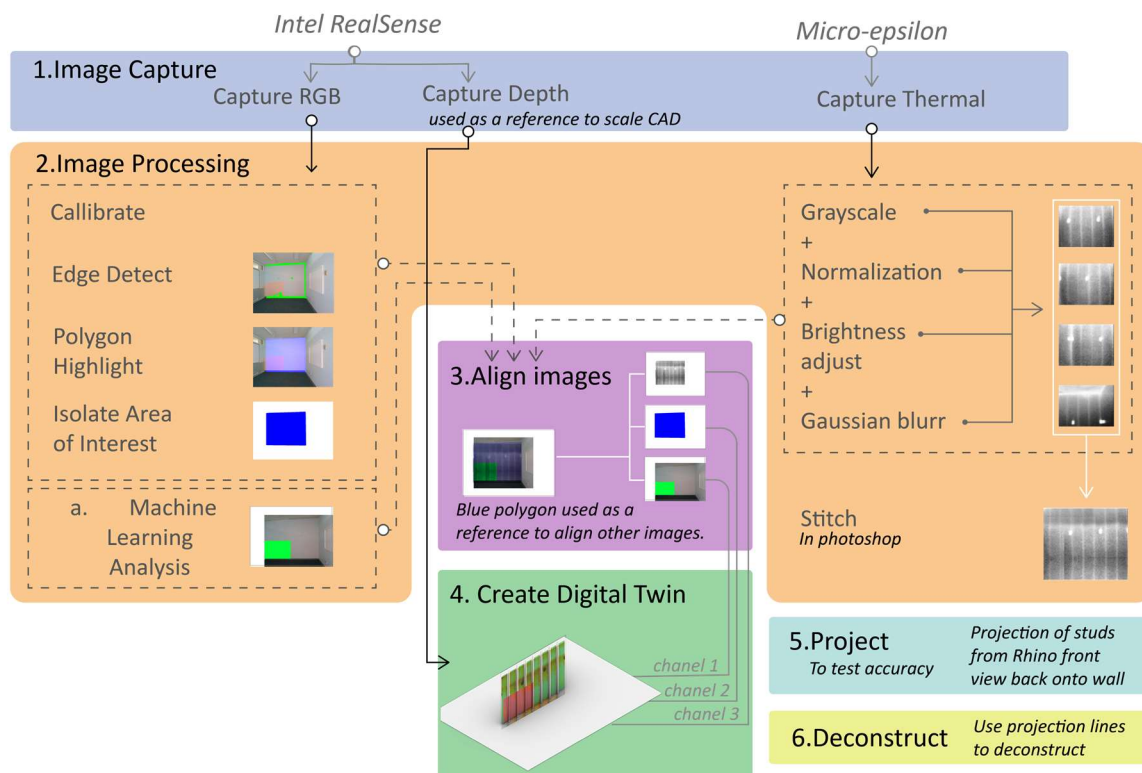 Intel RealSense
Micro-epsilon
1.Image Capture
Capture RGB
Capture Depth
used as a reference to scale CAD
Capture Thermal
2.Image Processing
Callibrate
Edge Detect
Polygon
Highlight
Isolate Area
of Interest
a. Machine
Learning
Analysis
Grayscale
+
Normalization
+
Brightness
adjust
+
Gaussian blurr
Stitch
In photoshop
3.Align images
Blue polygon used as a
reference to align other images.
4. Create Digital Twin
chanel 1
chanel 2
chanel 3
5.Project
To test accuracy
Projection of studs
from Rhino front
view back onto wall
6.Deconstruct
Use projection lines
to deconstruct